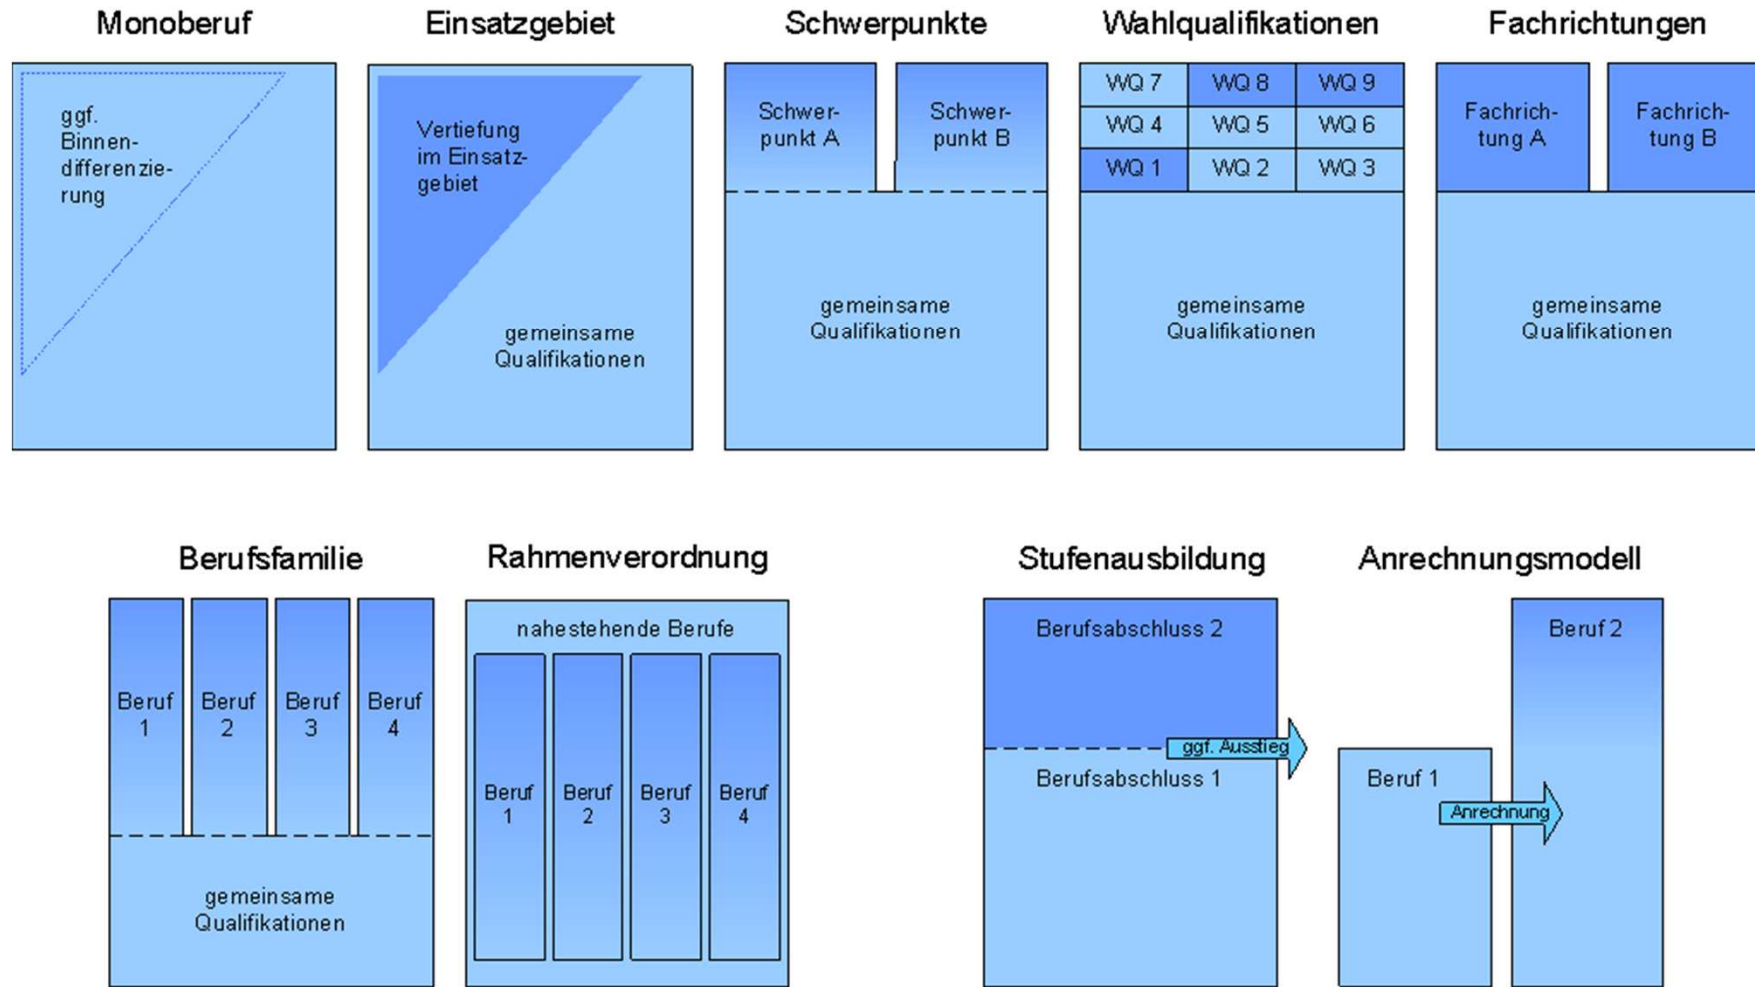 Monoberuf
Einsatzgebiet
Schwerpunkte
Wahlqualifikationen
Fachrichtungen
ggf.
Binnen-
differenzie-
rung
Vertiefung
im Einsatz-
gebiet
gemeinsame
Qualifikationen
Schwer-
punkt A
Schwer-
punkt B
gemeinsame
Qualifikationen
WQ 7
WQ 8
WQ 9
WQ 4
WQ 5
WQ 6
WQ 1
WQ 2
WQ 3
gemeinsame
Qualifikationen
Fachrich-
tung A
Fachrich-
tung B
gemeinsame
Qualifikationen
Berufsfamilie
Rahmenverordnung
Stufenausbildung
Anrechnungsmodell
Beruf
1
Beruf
2
Beruf
3
Beruf
4
gemeinsame
Qualifikationen
nahestehende Berufe
Beruf
1
Beruf
2
Beruf
3
Beruf
4
Berufsabschluss 2
ggf. Ausstieg
Berufsabschluss 1
Beruf 1
Anrechnung
Beruf 2